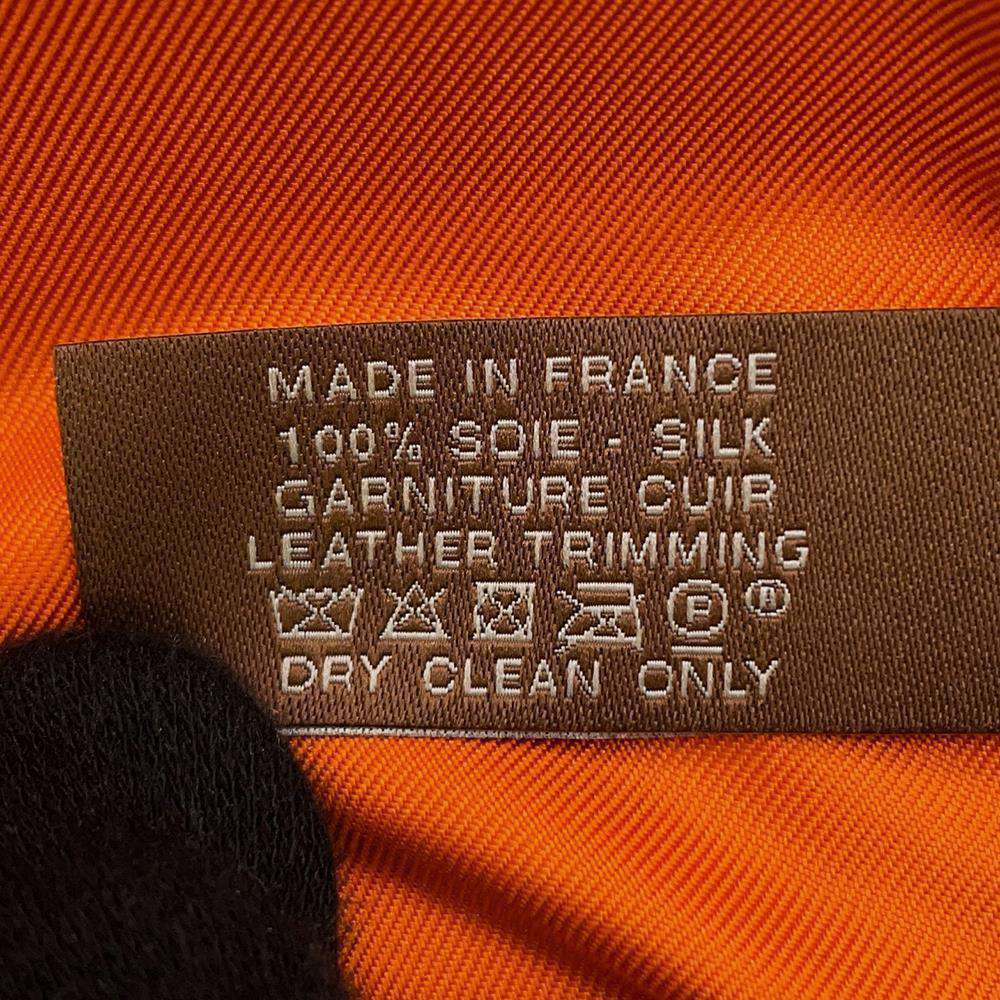 MADE IN FRANCE
100% SOIE - SILK
GARNITURE CUIR
LEATHER TRIMMING
P ®
DRY CLEAN ONLY